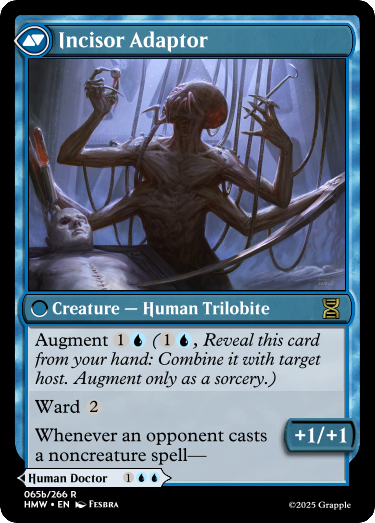 Incisor Adaptor
Creature — Human Trilobite
Augment 1 (1, Reveal this card
from your hand: Combine it with target
host. Augment only as a sorcery.)
Ward 2
Whenever an opponent casts
a noncreature spell—
+1/+1
Human Doctor 1
065b/266 R
HMW • EN Fesbra
©2025 Grapple